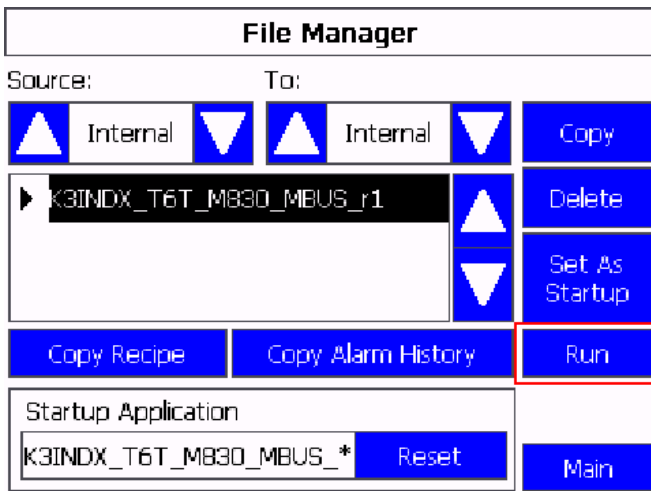 File Manager
Source: To:
Internal Internal Copy
K3INDX_T6T_M830_MBUS_r1 Delete
Set As
Startup
Copy Recipe Copy Alarm History Run
Startup Application
K3INDX_T6T_M830_MBUS_* Reset Main